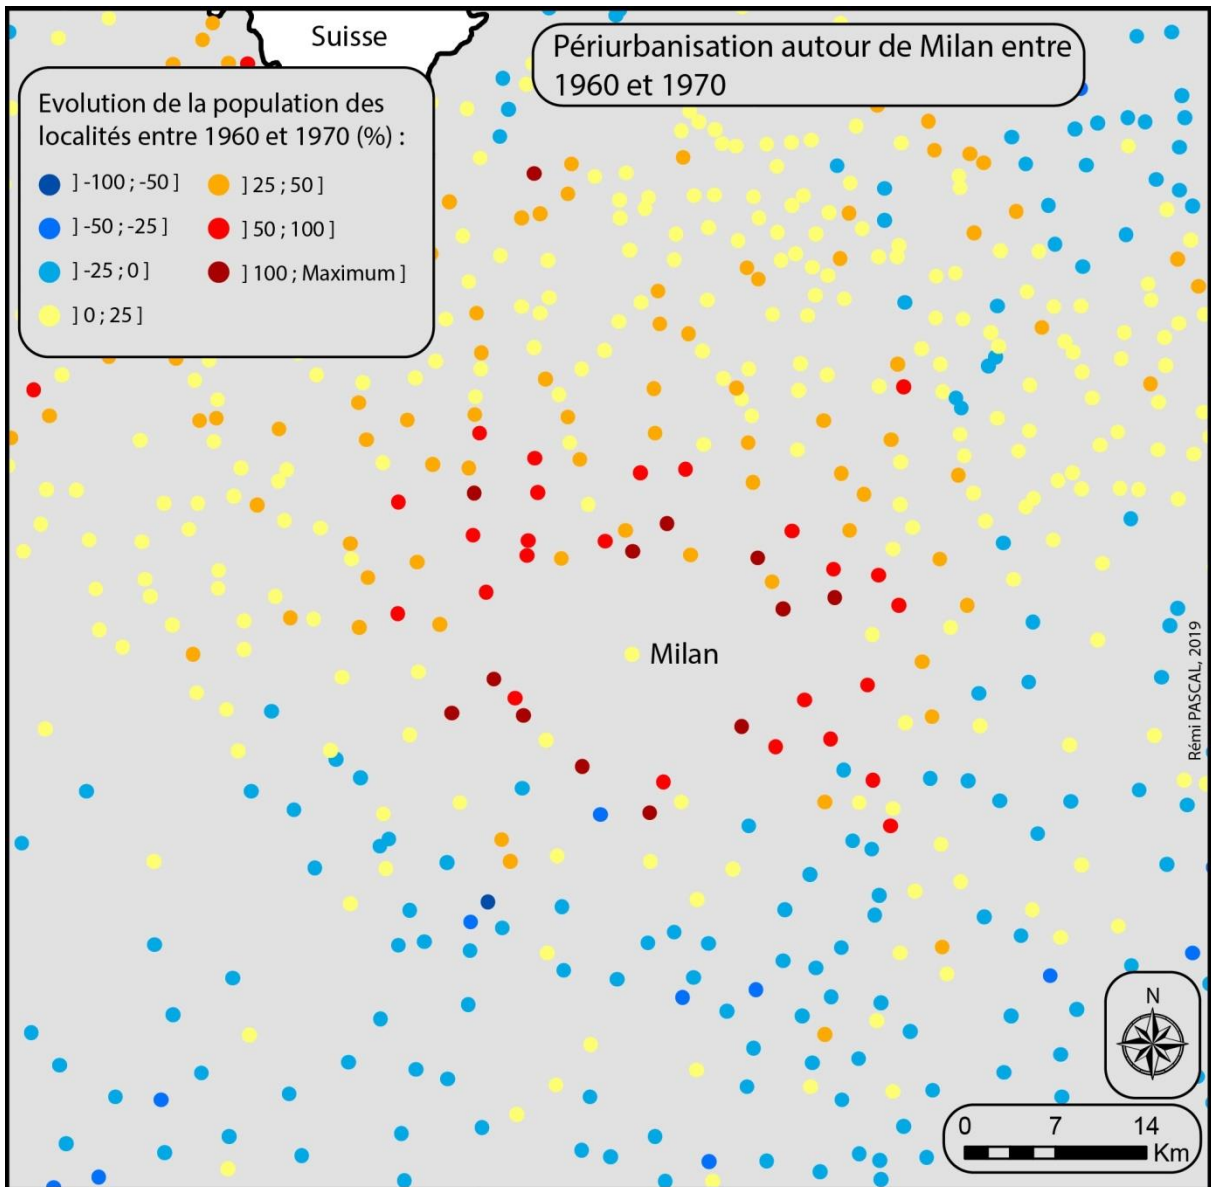 Suisse
Périurbanisation autour de Milan entre
1960 et 1970
Evolution de la population des
localités entre 1960 et 1970 (%) :
] -100 ; -50 ]
] 25 ; 50 ]
] -50 ; -25 ]
] 50 ; 100 ]
] -25 ; 0 ]
] 100 ; Maximum ]
] 0 ; 25 ]
Milan
Rémi PASCAL, 2019
N
0 7 14
Km